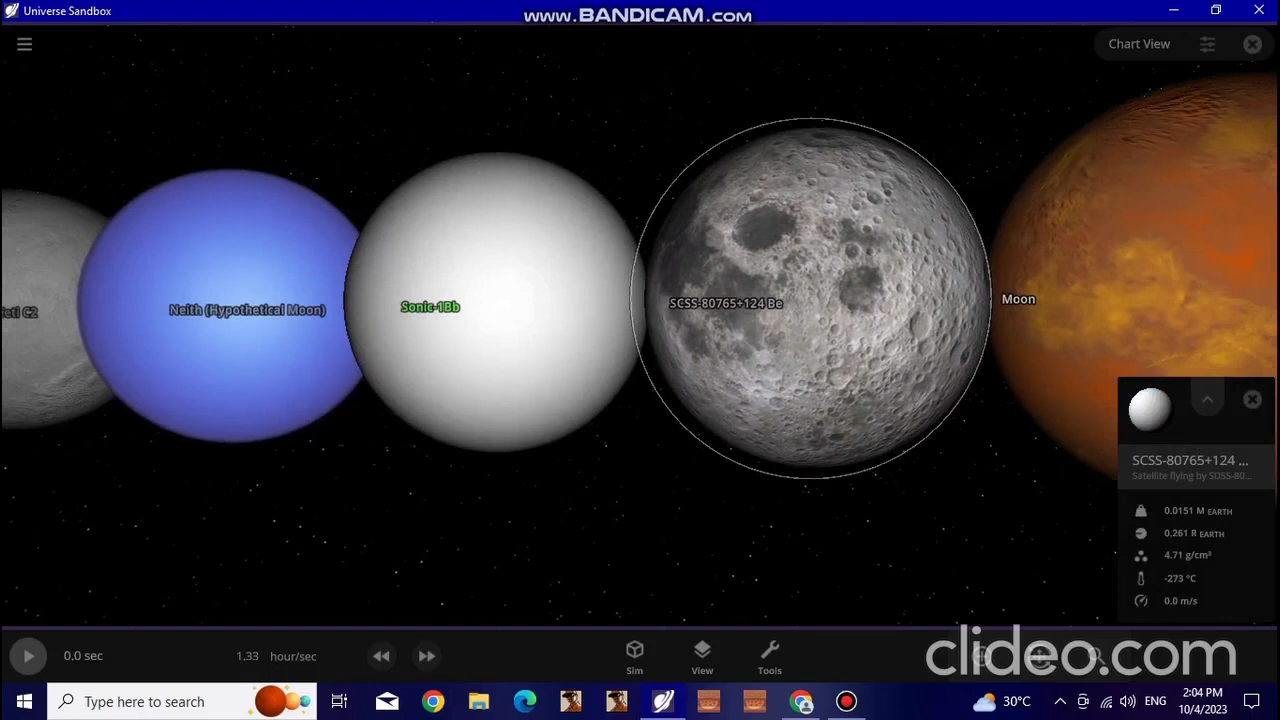 Universe Sandbox
www.BANDICAM.com
Chart View
Ceti C2
Neith (Hypothetical Moon)
Sonic-1Bb
SCSS-80765+124 Be
Moon
SCSS-80765+124 ...
Satellite flying by SDSS-80...
0.0151 M EARTH
0.261 R EARTH
4.71 g/cm³
-273 °C
0.0 m/s
0.0 sec
1.33 hour/sec
Sim
View
Tools
clideo.com
Type here to search
30°C
ENG
2:04 PM
10/4/2023